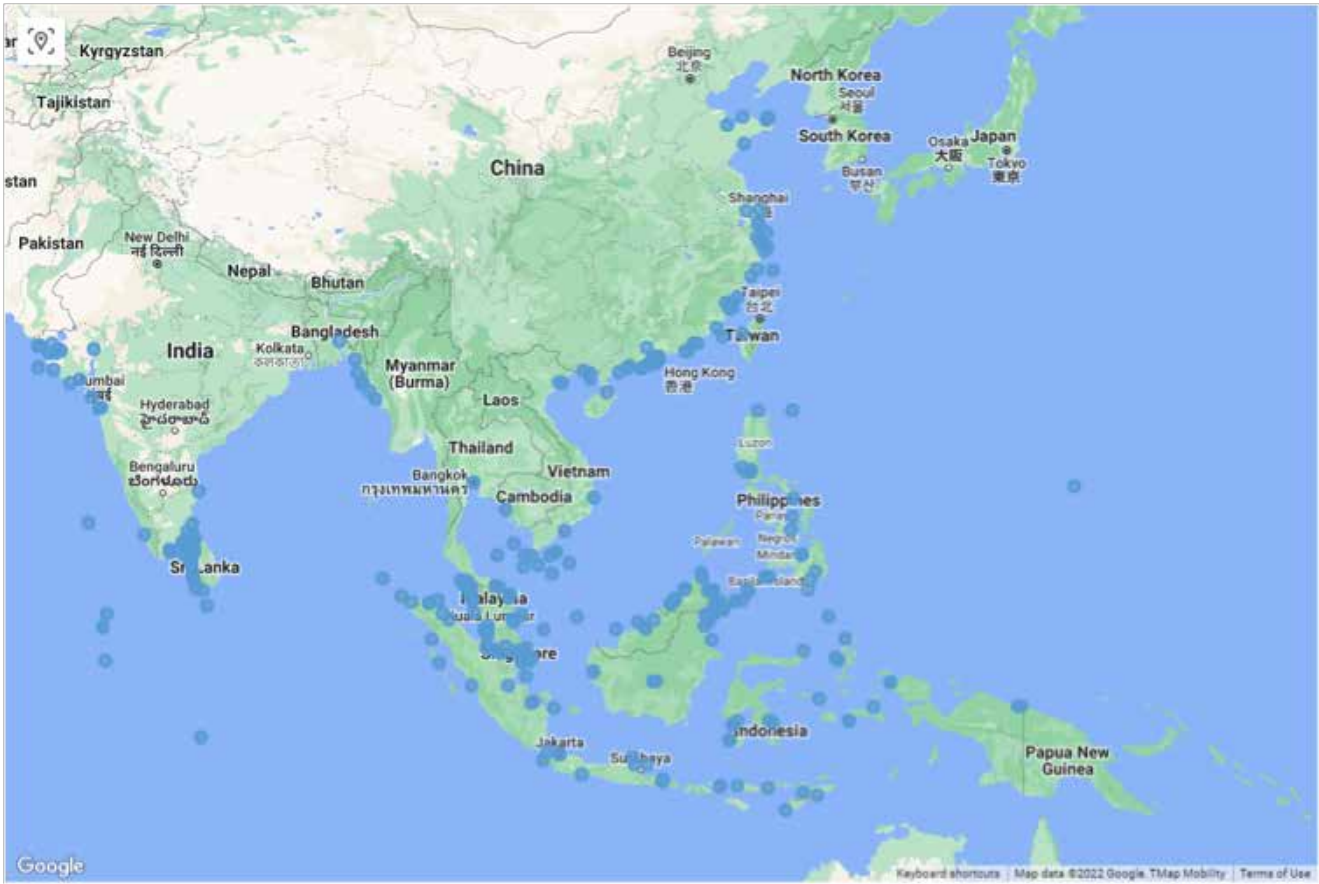 Kyrgyzstan
Tajikistan
stan
Pakistan
New Delhi
नई दिल्ली
Nepal
Bhutan
Bangladesh
India
Kolkata
umbai
Hyderabad
Bengaluru
Sri Lanka
Myanmar
(Burma)
Laos
Thailand
Bangkok
กรุงเทพมหานคร
Vietnam
Cambodia
China
Beijing
北京
North Korea
Seoul
서울
South Korea
Busan
부산
Osaka
大阪
Japan
Tokyo
東京
Shanghai
Taipei
台北
Taiwan
Hong Kong
香港
Luzon
Philippines
Palawan
Negros
Malaysia
Singapore
Jakarta
Indonesia
Papua New
Guinea
Google
Keyboard shortcuts
Map data ©2022 Google, TMap Mobility
Terms of Use